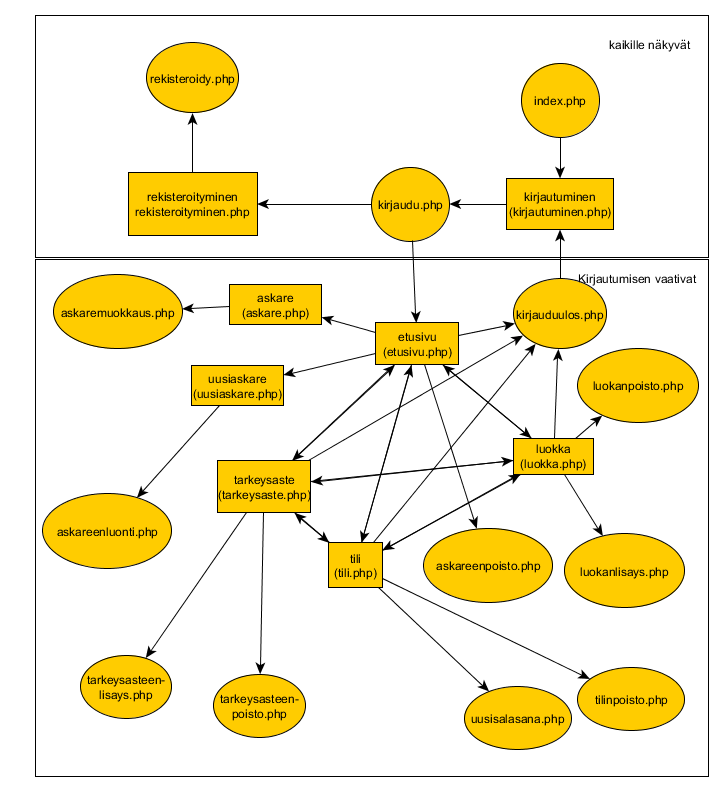 kaikille näkyvät
rekisteroidy.php
index.php
rekisteroityminen
rekisteroityminen.php
kirjaudu.php
kirjautuminen
(kirjautuminen.php)
Kirjautumisen vaativat
askaremuokkaus.php
askare
(askare.php)
kirjauduulos.php
etusivu
(etusivu.php)
uusiaskare
(uusiaskare.php)
luokanpoisto.php
luokka
(luokka.php)
tarkeysaste
(tarkeysaste.php)
askareenluonti.php
tili
(tili.php)
askareenpoisto.php
luokanlisays.php
tarkeysasteen-
lisays.php
tarkeysasteen-
poisto.php
uusisalasana.php
tilinpoisto.php